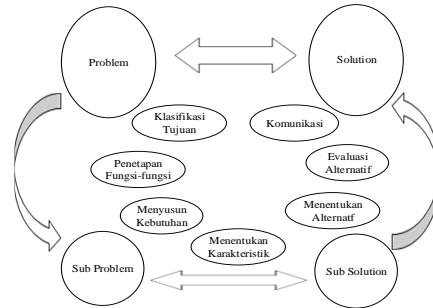 Problem
Solution
Klasifikasi
Tujuan
Komunikasi
Penetapan
Fungsi-fungsi
Evaluasi
Alternatif
Menyusun
Kebutuhan
Menentukan
Alternatf
Menentukan
Karakteristik
Sub Problem
Sub Solution